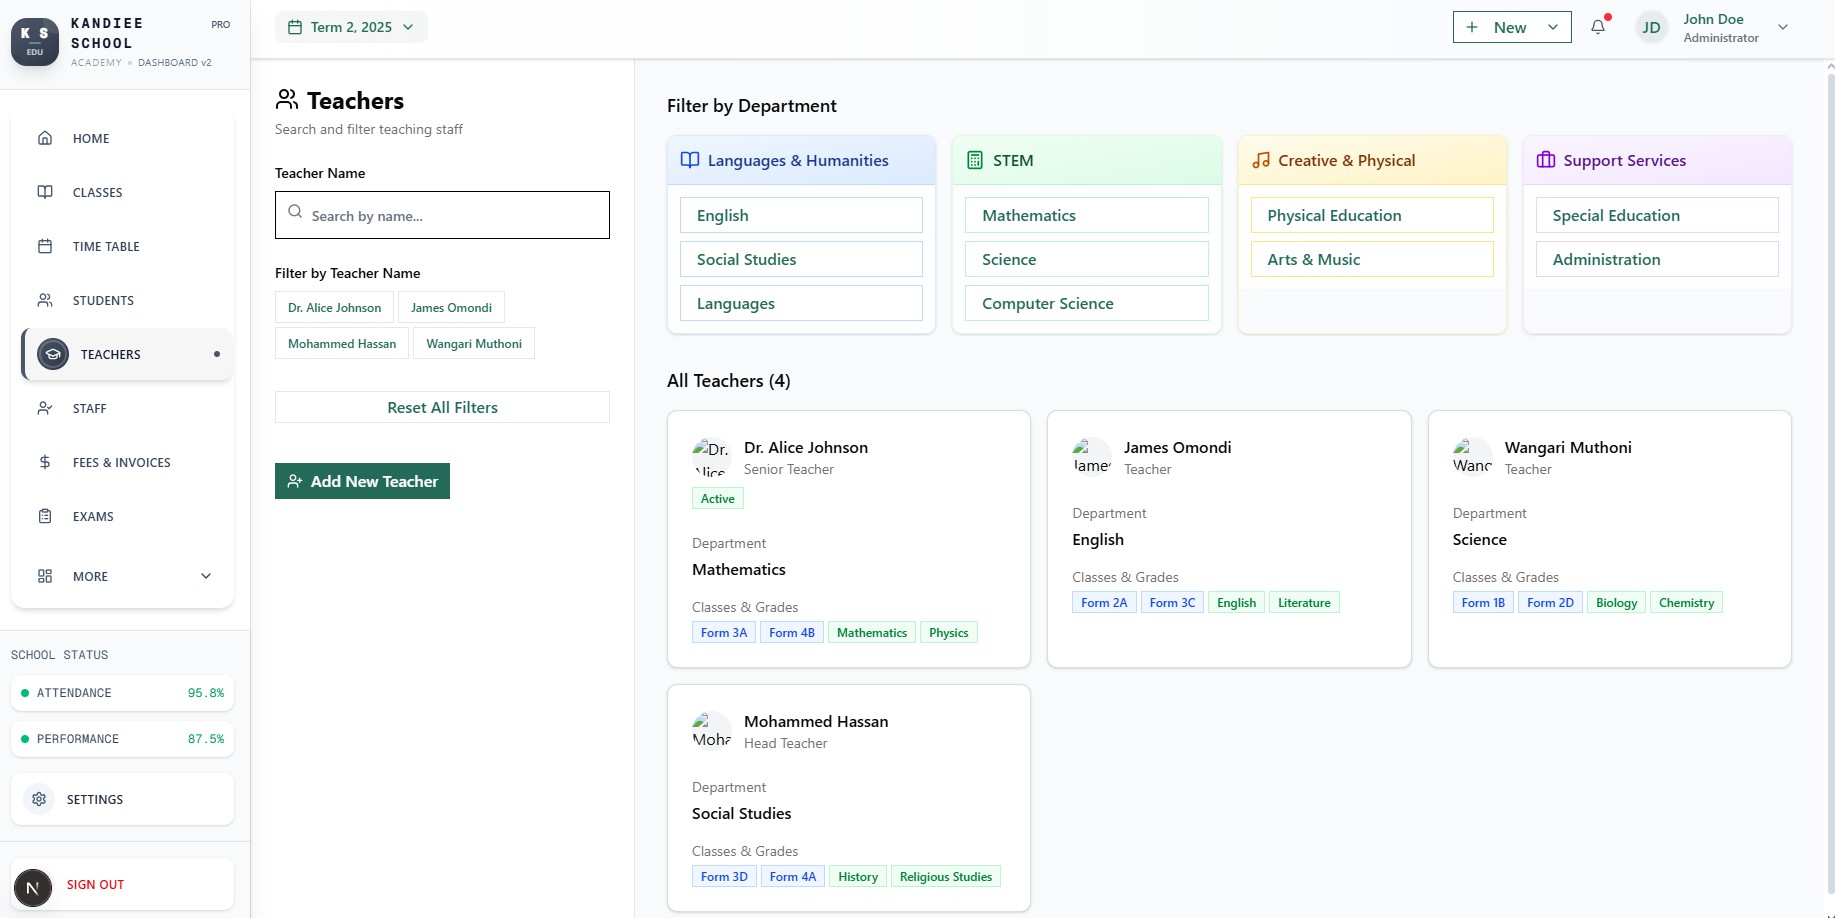 K S
EDU
KANDIEE SCHOOL
PRO
ACADEMY
DASHBOARD v2
HOME
CLASSES
TIME TABLE
STUDENTS
TEACHERS
STAFF
FEES & INVOICES
EXAMS
MORE
SCHOOL STATUS
ATTENDANCE 95.8%
PERFORMANCE 87.5%
SETTINGS
N
SIGN OUT
Term 2, 2025
New
JD
John Doe
Administrator
Teachers
Search and filter teaching staff
Teacher Name
Search by name...
Filter by Teacher Name
Dr. Alice Johnson
James Omondi
Mohammed Hassan
Wangari Muthoni
Reset All Filters
Add New Teacher
Filter by Department
Languages & Humanities
English
Social Studies
Languages
STEM
Mathematics
Science
Computer Science
Creative & Physical
Physical Education
Arts & Music
Support Services
Special Education
Administration
All Teachers (4)
Dr.
Alice
Dr. Alice Johnson
Senior Teacher
Active
Department
Mathematics
Classes & Grades
Form 3A
Form 4B
Mathematics
Physics
James Omondi
Teacher
Department
English
Classes & Grades
Form 2A
Form 3C
English
Literature
Wangari Muthoni
Teacher
Department
Science
Classes & Grades
Form 1B
Form 2D
Biology
Chemistry
Mohammed Hassan
Head Teacher
Department
Social Studies
Classes & Grades
Form 3D
Form 4A
History
Religious Studies